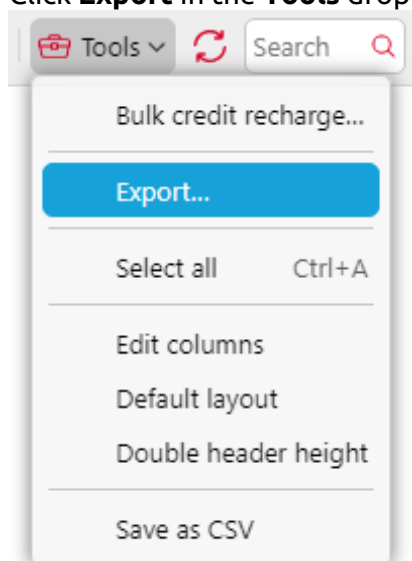 Click Export in the Tools drop
Tools Search
Bulk credit recharge...
Export...
Select all Ctrl+A
Edit columns
Default layout
Double header height
Save as CSV